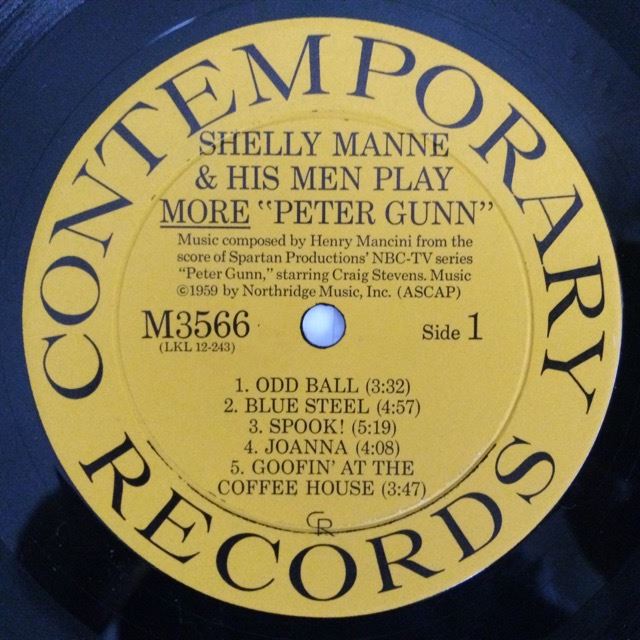 CONTEMPORARY
SHELLY MANNE
& HIS MEN PLAY
MORE "PETER GUNN"
Music composed by Henry Mancini from the
score of Spartan Productions' NBC-TV series
"Peter Gunn," starring Craig Stevens. Music
©1959 by Northridge Music, Inc. (ASCAP)
M3566
(LKL 12-243)
Side 1
1. ODD BALL (3:32)
2. BLUE STEEL (4:57)
3. SPOOK! (5:19)
4. JOANNA (4:08)
5. GOOFIN' AT THE
COFFEE HOUSE (3:47)
CR
RECORDS